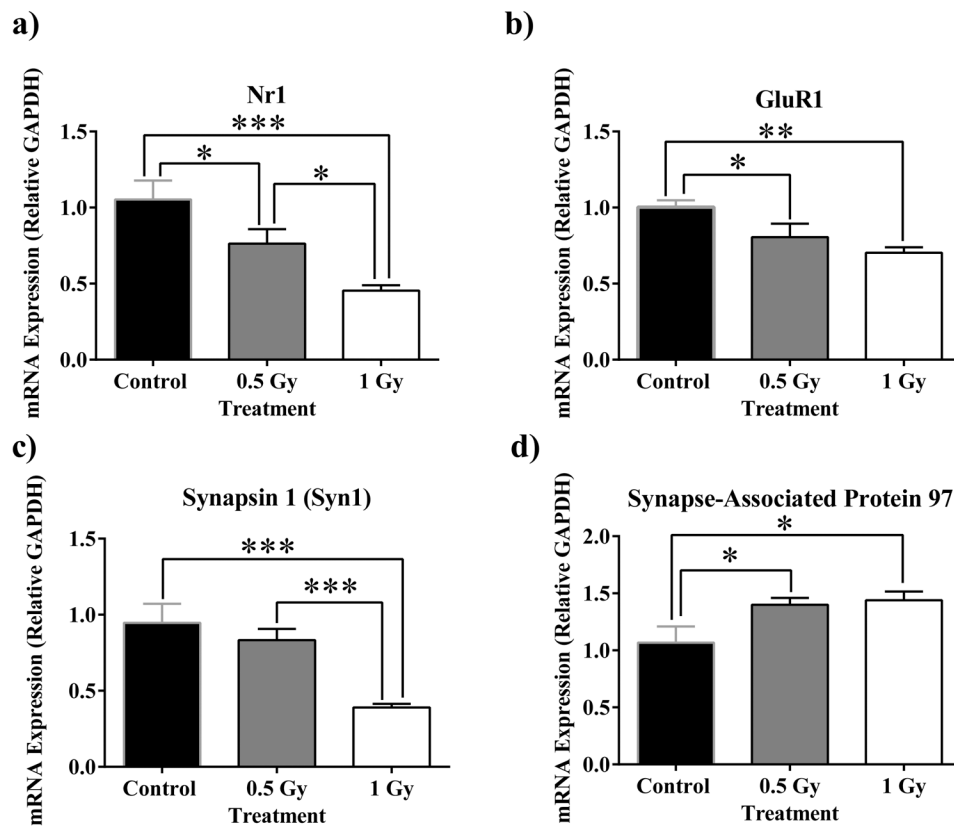 a)
Nr1
mRNA Expression (Relative GAPDH)
1.5
1.0
0.5
0.0
***
*
*
Control 0.5 Gy 1 Gy
Treatment
b)
GluR1
mRNA Expression (Relative GAPDH)
1.5
1.0
0.5
0.0
**
*
Control 0.5 Gy 1 Gy
Treatment
c)
Synapsin 1 (Syn1)
mRNA Expression (Relative GAPDH)
1.5
1.0
0.5
0.0
***
***
Control 0.5 Gy 1 Gy
Treatment
d)
Synapse-Associated Protein 97
mRNA Expression (Relative GAPDH)
2.0
1.5
1.0
0.5
0.0
*
*
Control 0.5 Gy 1 Gy
Treatment